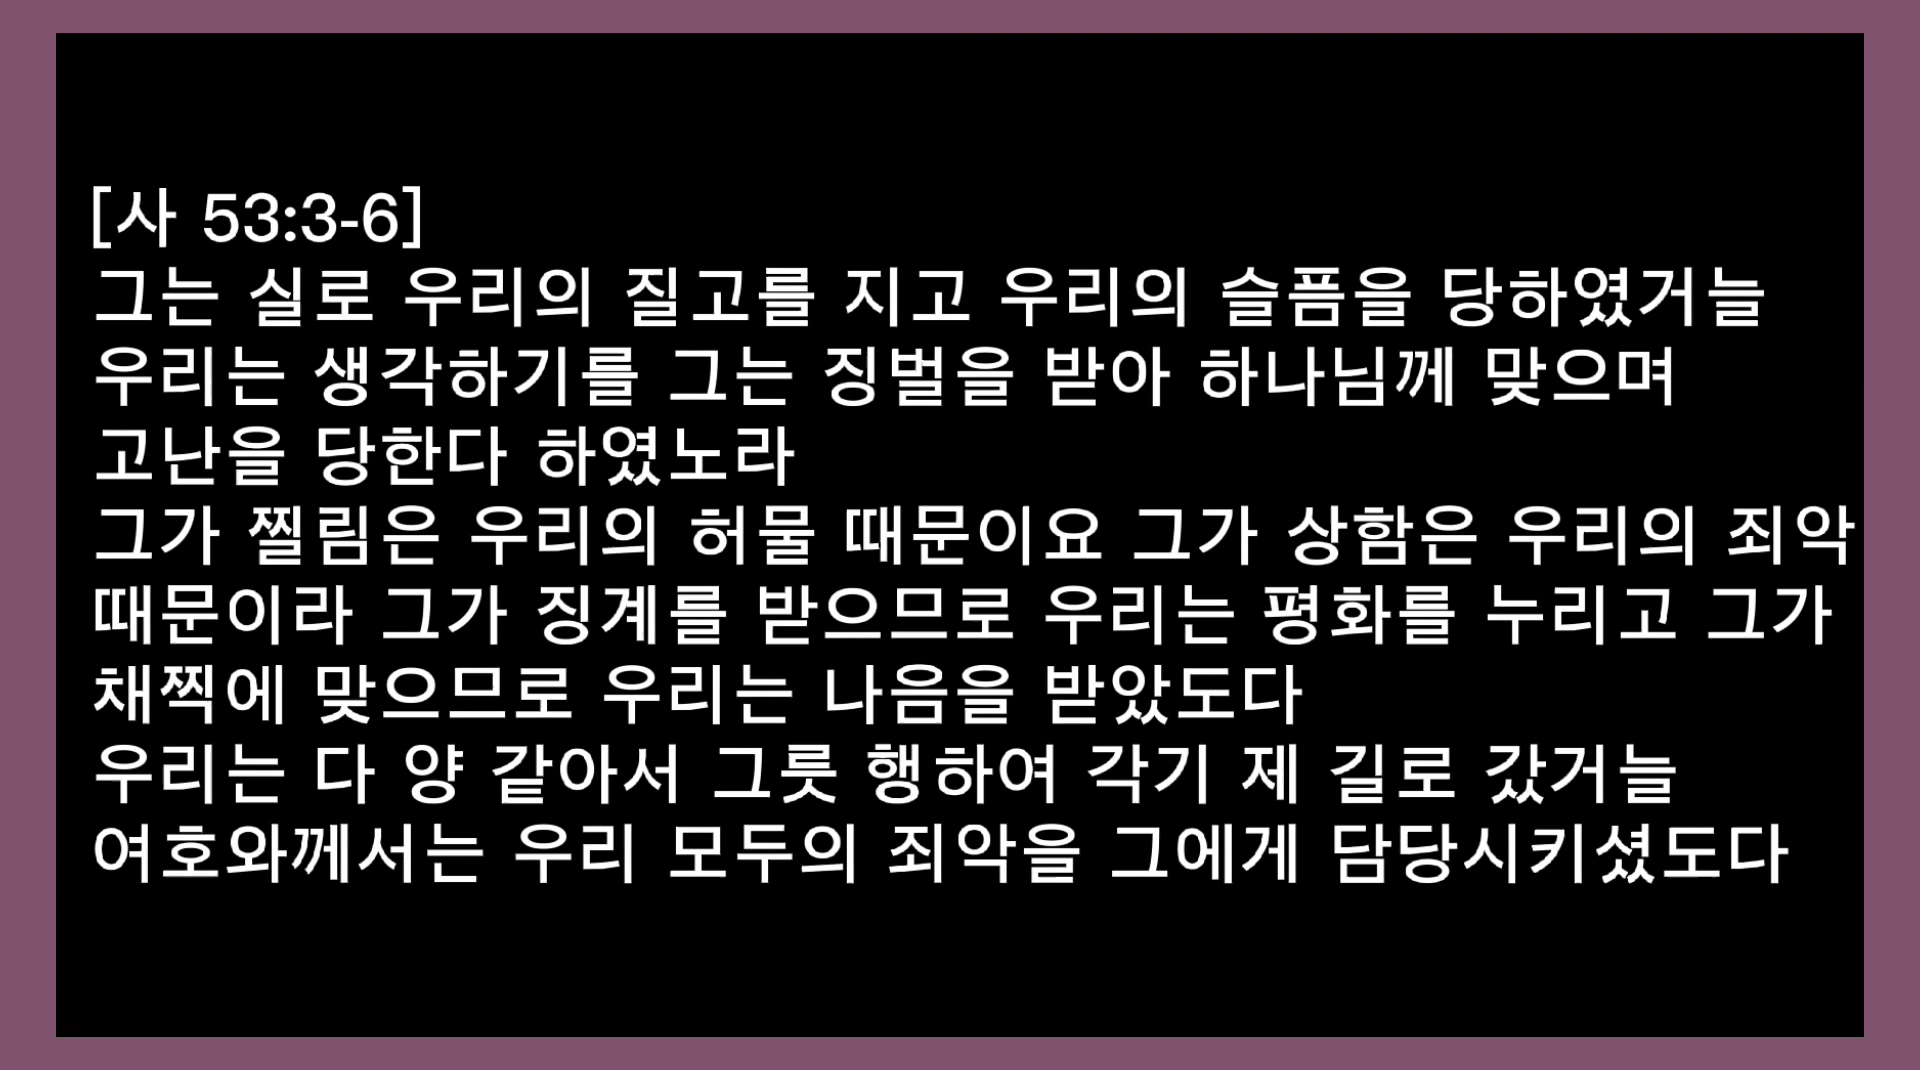 [사 53:3-6]
그는 실로 우리의 질고를 지고 우리의 슬픔을 당하였거늘
우리는 생각하기를 그는 징벌을 받아 하나님께 맞으며
고난을 당한다 하였노라
그가 찔림은 우리의 허물 때문이요 그가 상함은 우리의 죄악
때문이라 그가 징계를 받으므로 우리는 평화를 누리고 그가
채찍에 맞으므로 우리는 나음을 받았도다
우리는 다 양 같아서 그릇 행하여 각기 제 길로 갔거늘
여호와께서는 우리 모두의 죄악을 그에게 담당시키셨도다